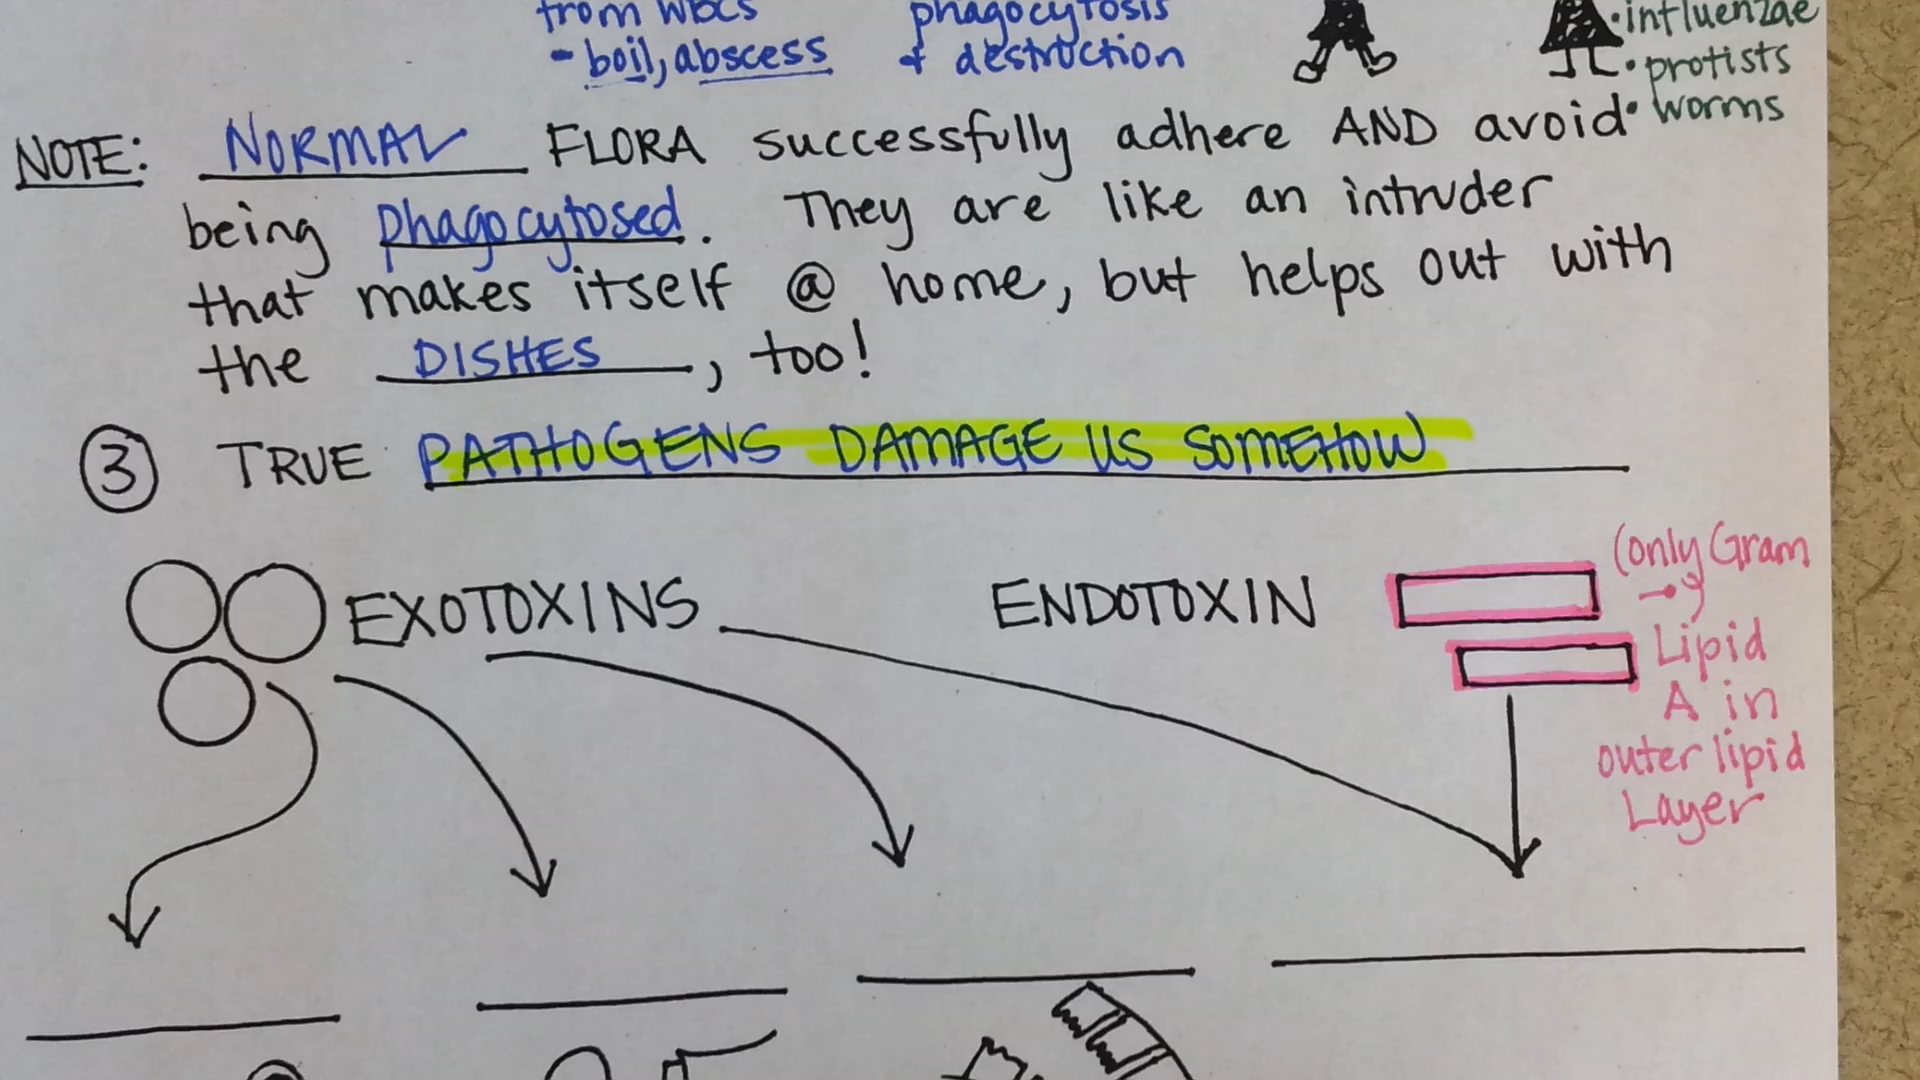 from WBCs phagocytosis
- boil, abscess + destruction
• influenzae
• protists
• worms
NOTE: NORMAL FLORA successfully adhere AND avoid
being phagocytosed. They are like an intruder
that makes itself @ home, but helps out with
the DISHES, too!
③ TRUE PATHOGENS DAMAGE US SOMEHOW
EXOTOXINS ENDOTOXIN
(only Gram
-)
Lipid
A in
outer lipid
Layer